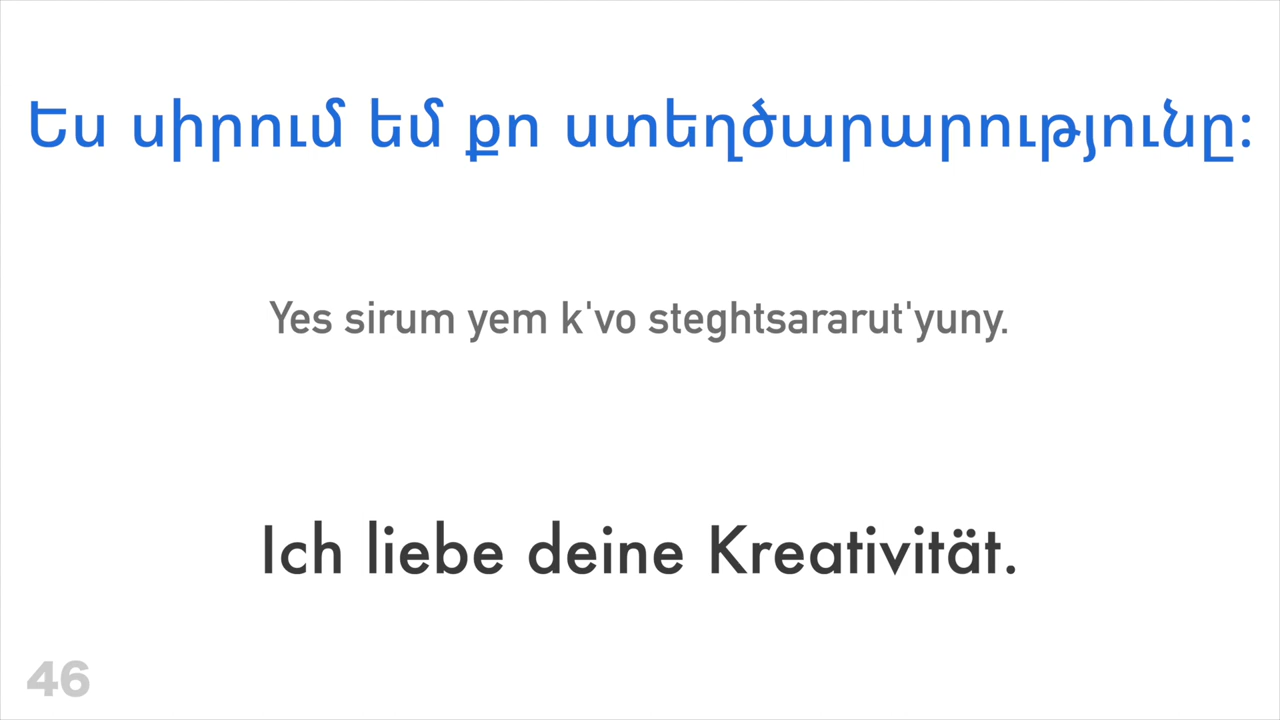 Ես սիրում եմ քո ստեղծարարությունը:
Yes sirum yem k'vo steghtsararut'yuny.
Ich liebe deine Kreativität.
46